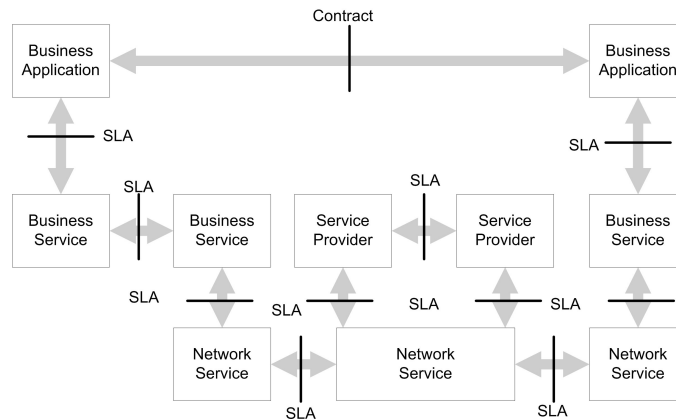 Contract
Business
Application
Business
Application
SLA
SLA
SLA
SLA
Business
Service
Business
Service
Service
Provider
Service
Provider
Business
Service
SLA
SLA
SLA
SLA
Network
Service
Network
Service
Network
Service
SLA
SLA